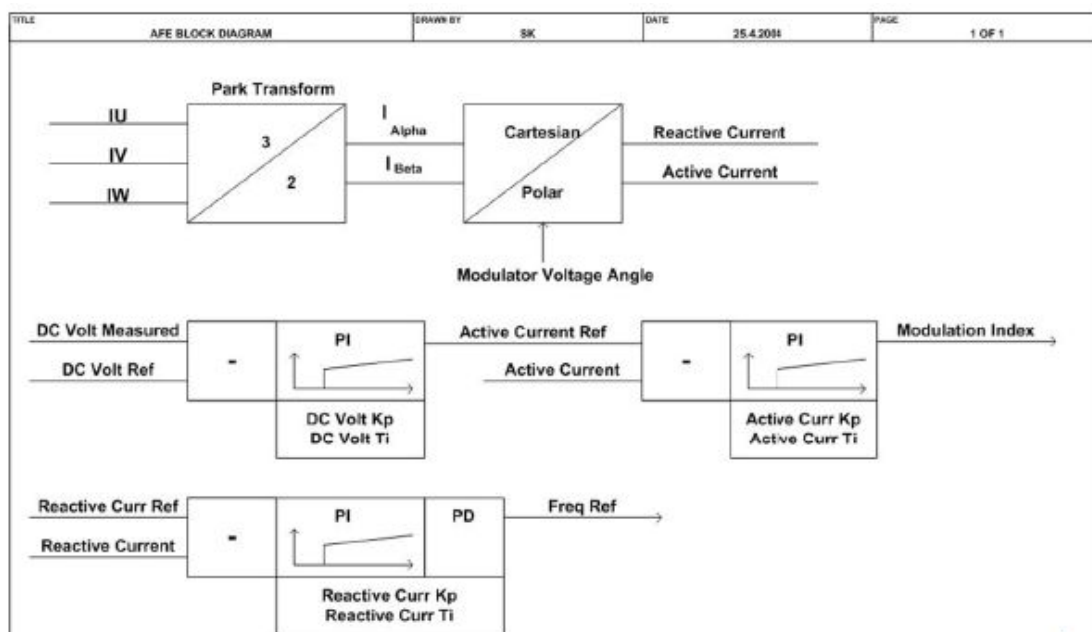 TITLE
AFE BLOCK DIAGRAM
DRAWN BY
SK
DATE
25.4.2004
PAGE
1 OF 1
Park Transform
IU
IV
IW
3
2
I Alpha
I Beta
Cartesian
Polar
Reactive Current
Active Current
Modulator Voltage Angle
DC Volt Measured
DC Volt Ref
-
PI
DC Volt Kp
DC Volt Ti
Active Current Ref
Active Current
-
PI
Active Curr Kp
Active Curr Ti
Modulation Index
Reactive Curr Ref
Reactive Current
-
PI
PD
Reactive Curr Kp
Reactive Curr Ti
Freq Ref